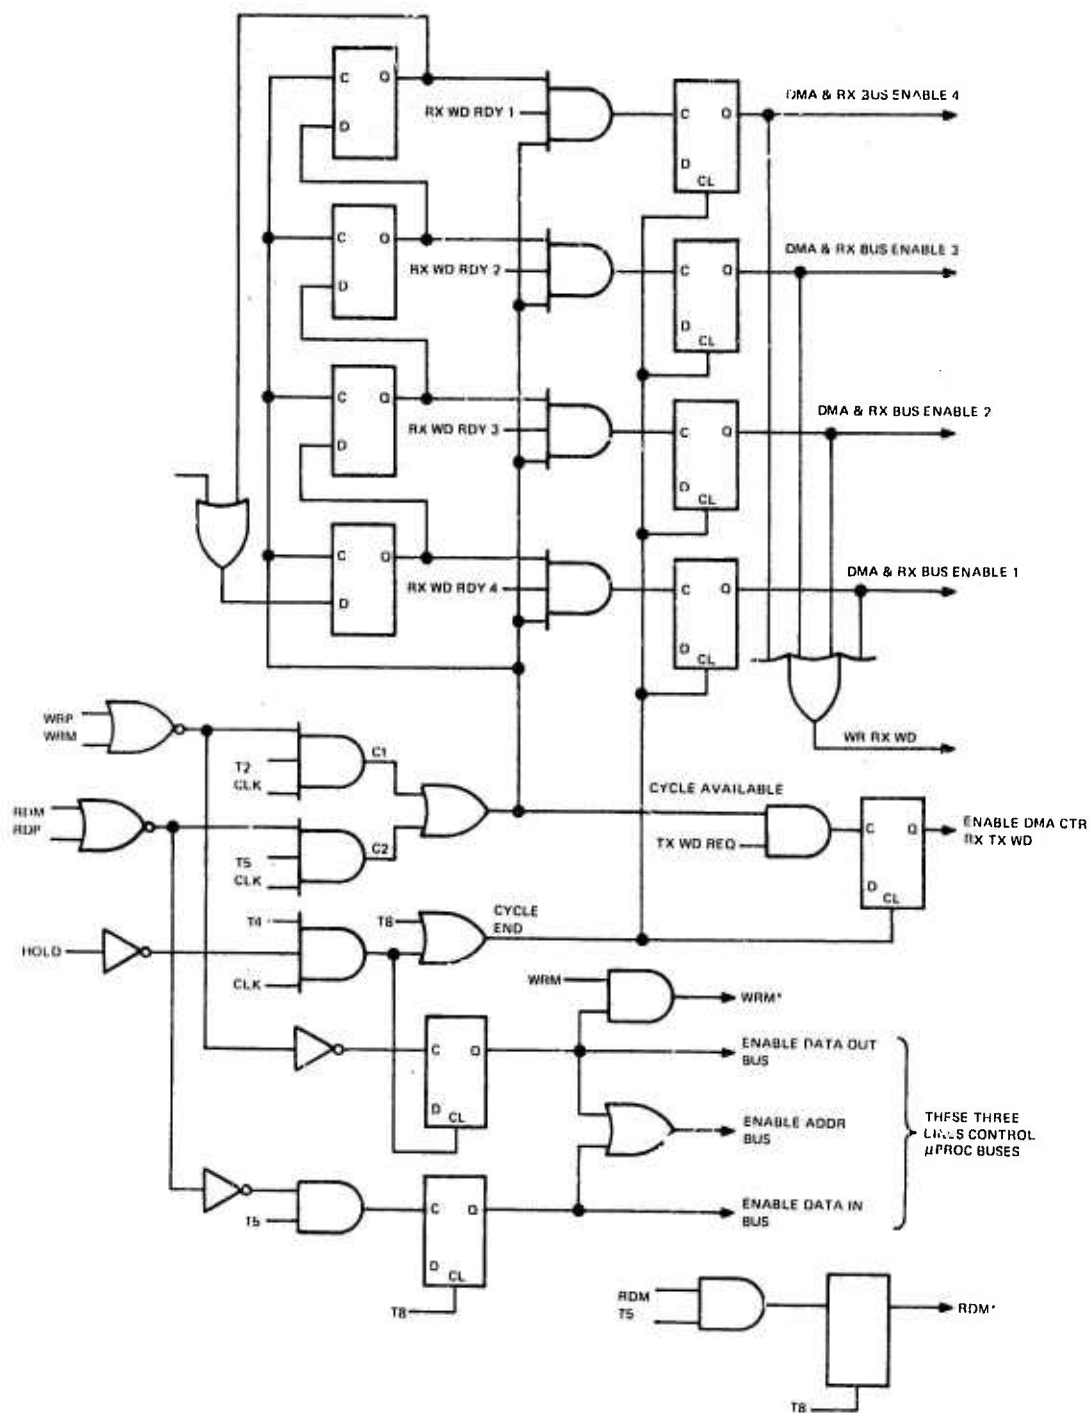 C Q
D
RX WD RDY 1
C Q
D
CL
DMA & RX BUS ENABLE 4
C Q
D
RX WD RDY 2
C Q
D
CL
DMA & RX BUS ENABLE 3
C Q
D
RX WD RDY 3
C Q
D
CL
DMA & RX BUS ENABLE 2
C Q
D
RX WD RDY 4
C Q
D
CL
DMA & RX BUS ENABLE 1
WR RX WD
WRP
WRM
T2
CLK
C1
RDM
RDP
T5
CLK
C2
CYCLE AVAILABLE
TX WD REQ
C Q
D
CL
ENABLE DMA CTR
RX TX WD
HOLD
T4
CLK
T8
CYCLE
END
WRM
WRM*
C Q
D
CL
ENABLE DATA OUT
BUS
ENABLE ADDR
BUS
THESE THREE
LINES CONTROL
μPROC BUSES
T5
C Q
D
CL
T8
ENABLE DATA IN
BUS
RDM
T5
RDM*
T8